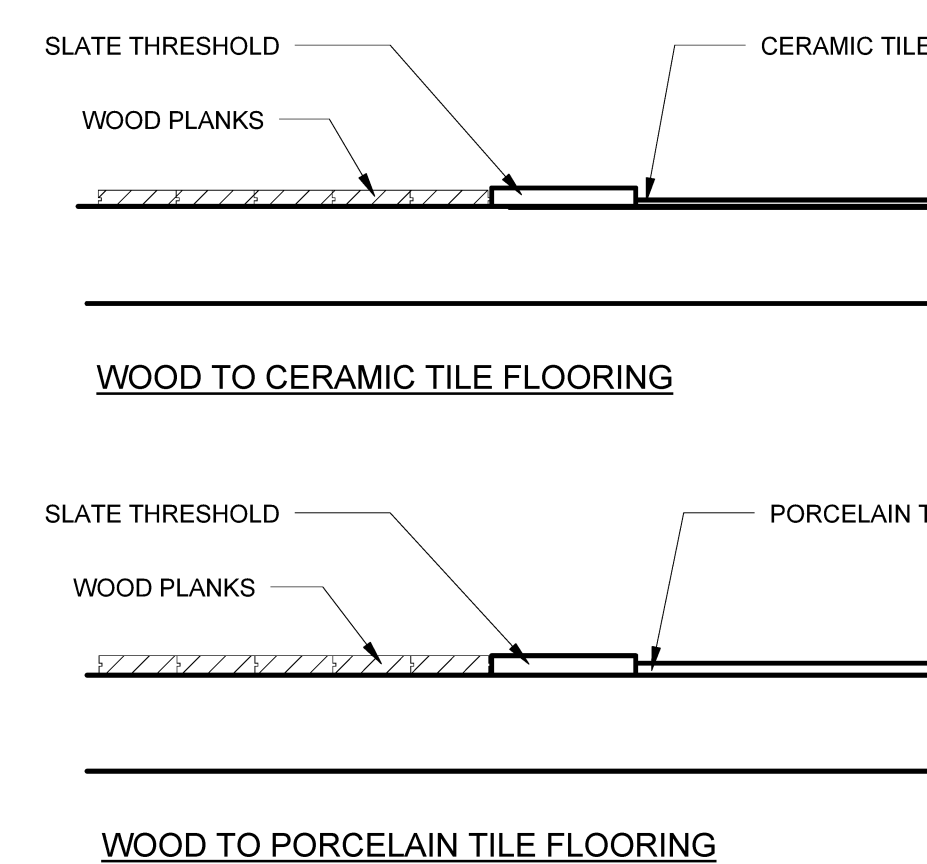 SLATE THRESHOLD
CERAMIC TILE
WOOD PLANKS
WOOD TO CERAMIC TILE FLOORING
SLATE THRESHOLD
PORCELAIN
WOOD PLANKS
WOOD TO PORCELAIN TILE FLOORING